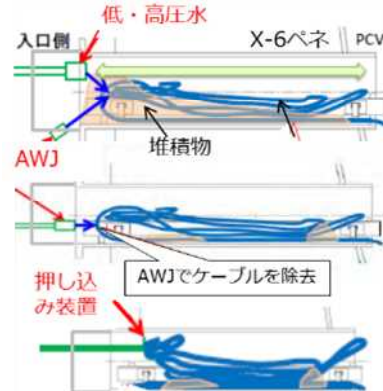 低・高圧水
入口側
X-6ペネ
PCV
堆積物
AWJ
AWJでケーブルを除去
押し込
み装置